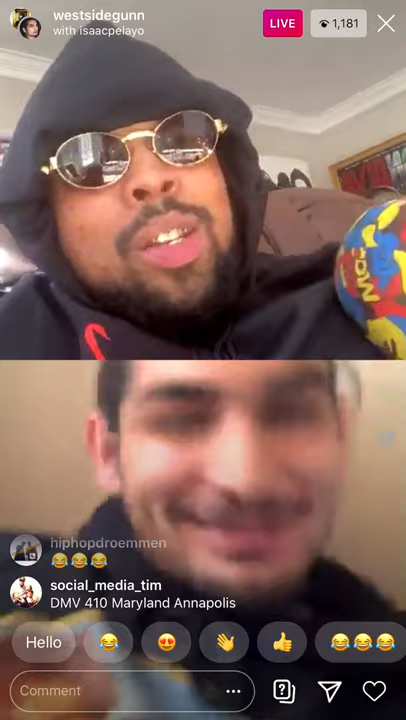 westsidegunn
with isaacpelayo
LIVE
1,181
hiphopdroemmen
😂😂😂
social_media_tim
DMV 410 Maryland Annapolis
Hello
😂
😍
👋
👍
😂😂😂
Comment